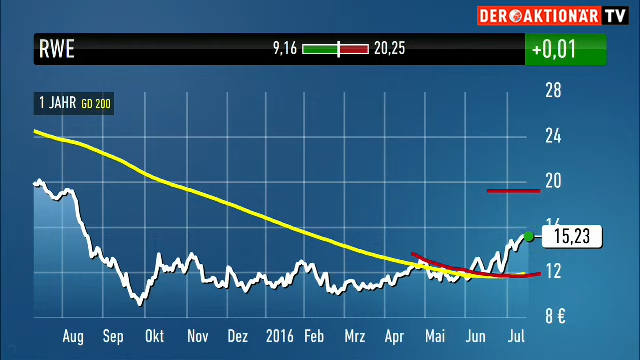 DER AKTIONÄR TV
RWE 9,16 20,25 +0,01
1 JAHR GD 200
28
24
20
16
15,23
12
8 €
Aug Sep Okt Nov Dez 2016 Feb Mrz Apr Mai Jun Jul